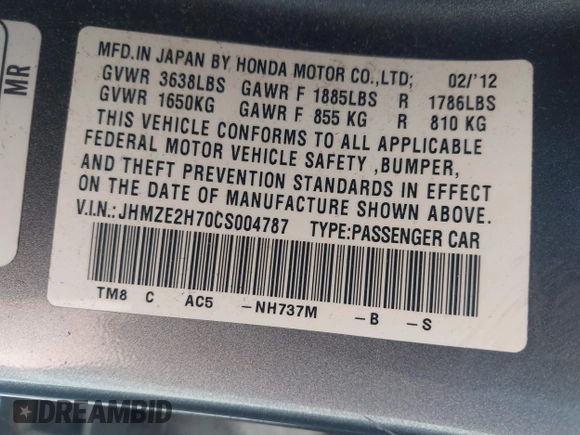 MR
MFD.IN JAPAN BY HONDA MOTOR CO.,LTD; 02/'12
GVWR 3638LBS GAWR F 1885LBS R 1786LBS
GVWR 1650KG GAWR F 855 KG R 810 KG
THIS VEHICLE CONFORMS TO ALL APPLICABLE
FEDERAL MOTOR VEHICLE SAFETY ,BUMPER,
AND THEFT PREVENTION STANDARDS IN EFFECT
ON THE DATE OF MANUFACTURE SHOWN ABOVE.
V.I.N.:JHMZE2H70CS004787 TYPE:PASSENGER CAR
TM8 C AC5 -NH737M -B -S
DREAMBID